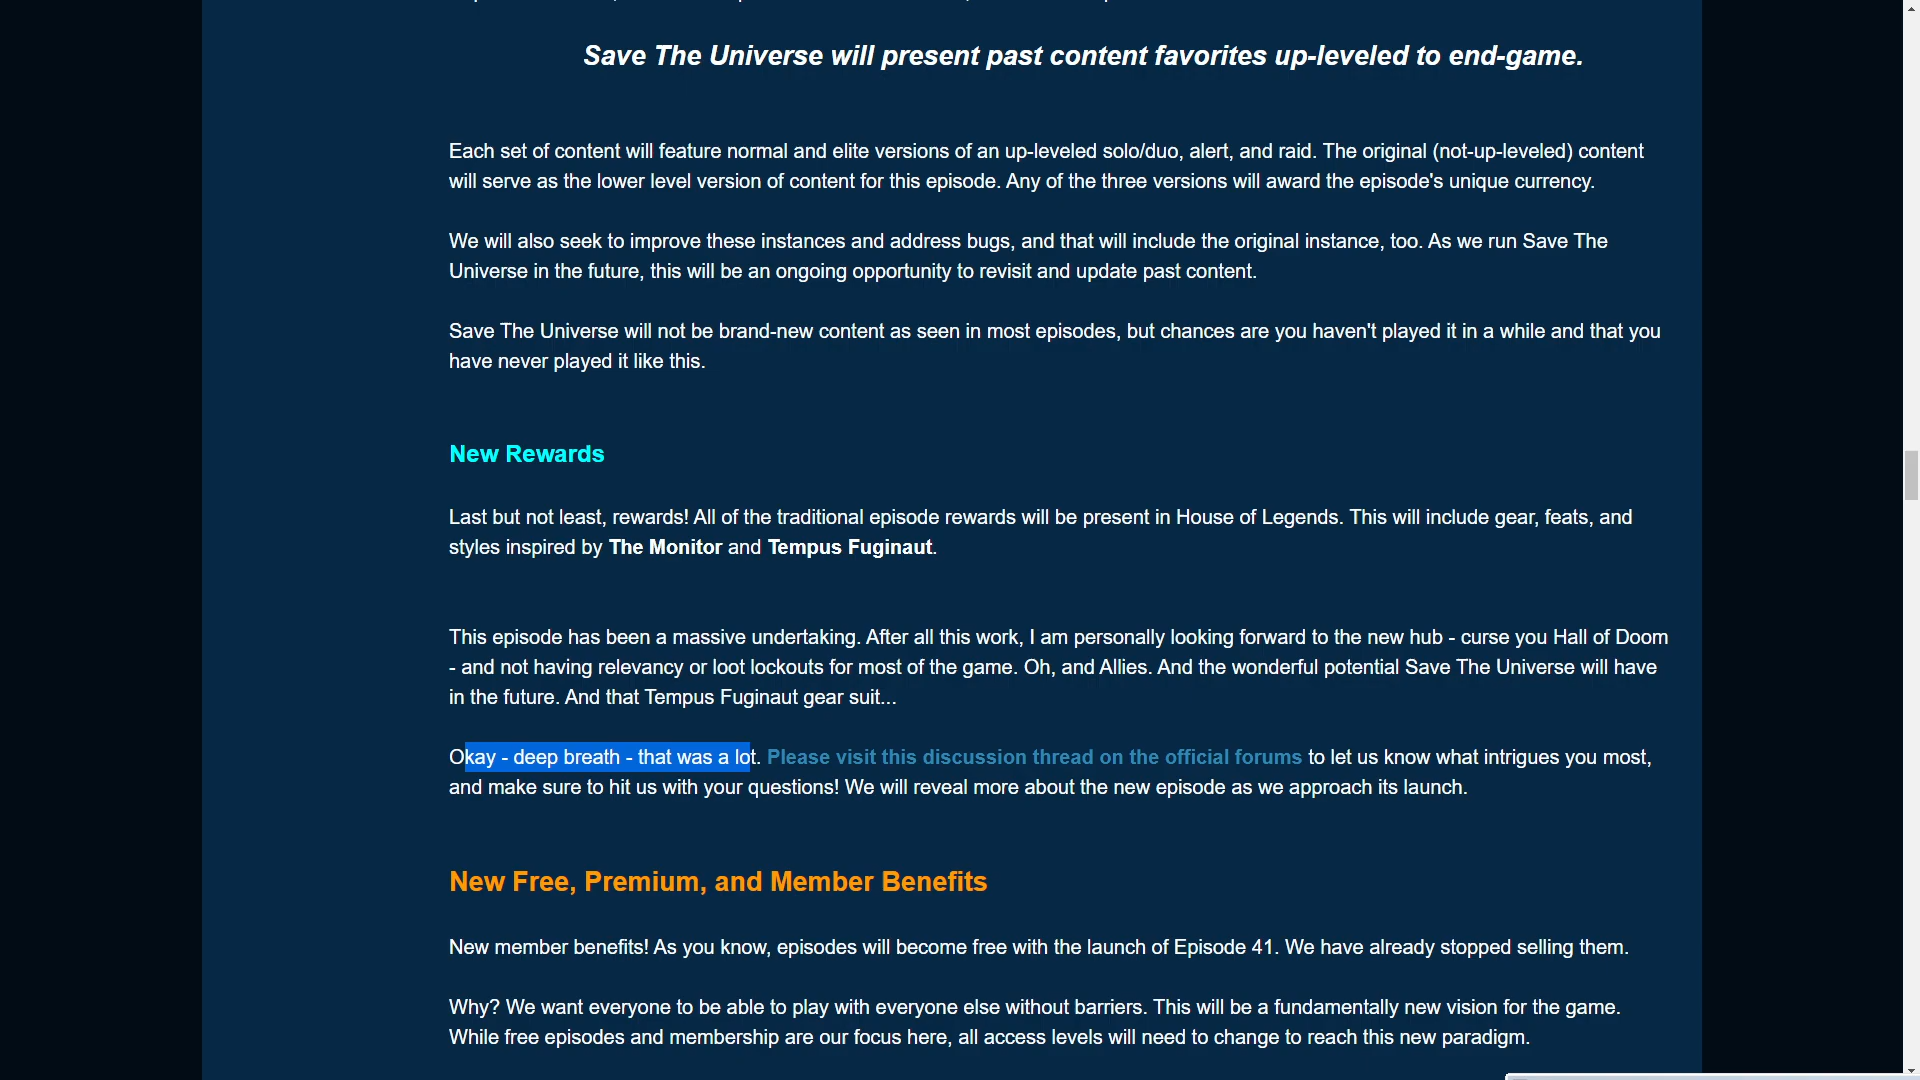 Save The Universe will present past content favorites up-leveled to end-game.
Each set of content will feature normal and elite versions of an up-leveled solo/duo, alert, and raid. The original (not-up-leveled) content
will serve as the lower level version of content for this episode. Any of the three versions will award the episode's unique currency.
We will also seek to improve these instances and address bugs, and that will include the original instance, too. As we run Save The
Universe in the future, this will be an ongoing opportunity to revisit and update past content.
Save The Universe will not be brand-new content as seen in most episodes, but chances are you haven't played it in a while and that you
have never played it like this.
New Rewards
Last but not least, rewards! All of the traditional episode rewards will be present in House of Legends. This will include gear, feats, and
styles inspired by The Monitor and Tempus Fuginaut.
This episode has been a massive undertaking. After all this work, I am personally looking forward to the new hub - curse you Hall of Doom
- and not having relevancy or loot lockouts for most of the game. Oh, and Allies. And the wonderful potential Save The Universe will have
in the future. And that Tempus Fuginaut gear suit...
Okay - deep breath - that was a lot. Please visit this discussion thread on the official forums to let us know what intrigues you most,
and make sure to hit us with your questions! We will reveal more about the new episode as we approach its launch.
New Free, Premium, and Member Benefits
New member benefits! As you know, episodes will become free with the launch of Episode 41. We have already stopped selling them.
Why? We want everyone to be able to play with everyone else without barriers. This will be a fundamentally new vision for the game.
While free episodes and membership are our focus here, all access levels will need to change to reach this new paradigm.